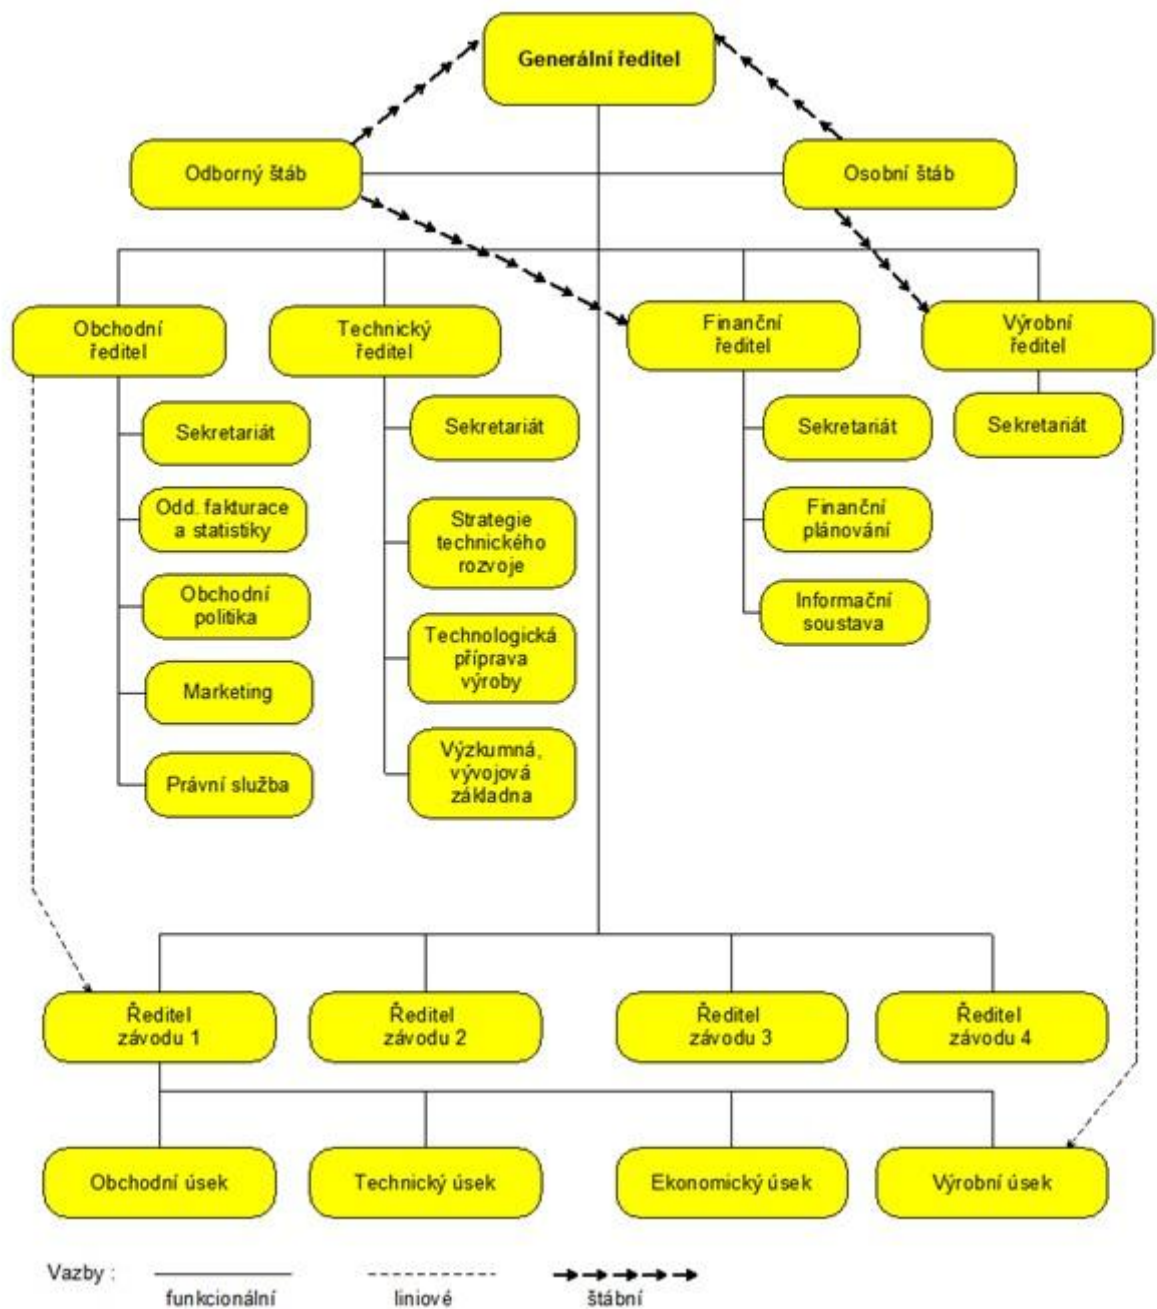 Generální ředitel
Odborný štáb
Osobní štáb
Obchodní
ředitel
Technický
ředitel
Finanční
ředitel
Výrobní
ředitel
Sekretariát
Odd. fakturace
a statistiky
Obchodní
politika
Marketing
Právní služba
Sekretariát
Strategie
technického
rozvoje
Technologická
příprava
výroby
Výzkumná,
vývojová
základna
Sekretariát
Finanční
plánování
Informační
soustava
Sekretariát
Ředitel
závodu 1
Ředitel
závodu 2
Ředitel
závodu 3
Ředitel
závodu 4
Obchodní úsek
Technický úsek
Ekonomický úsek
Výrobní úsek
Vazby :
funkcionální
liniové
štábní